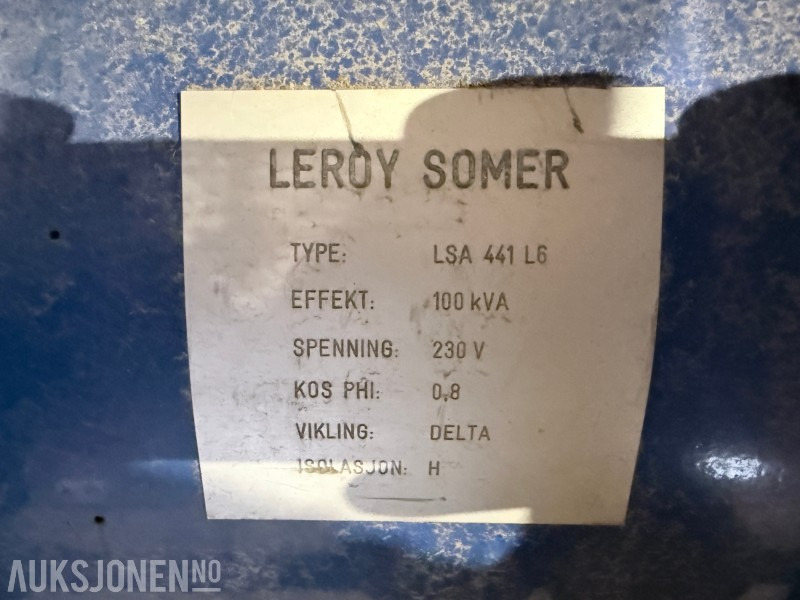 LEROY SOMER
TYPE: LSA 441 L6
EFFEKT: 100 kVA
SPENNING: 230 V
KOS PHI: 0,8
VIKLING: DELTA
ISOLASJON: H
AUKSJONEN.NO